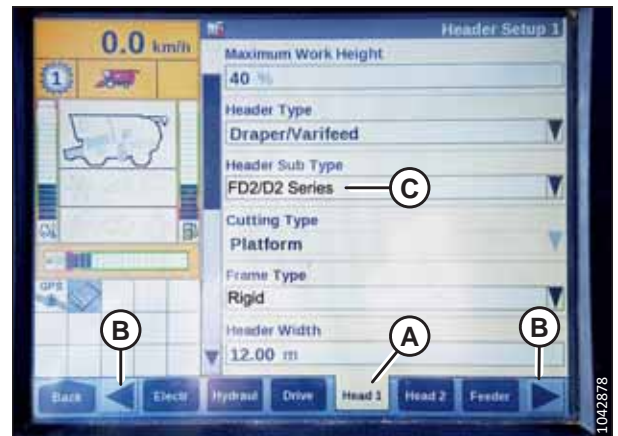 0.0 km/h
Header Setup 1
Maximum Work Height
40 %
1
Header Type
Draper/Varifeed
Header Sub Type
FD2/D2 Series
C
Cutting Type
Platform
Frame Type
GPS
Rigid
Header Width
12.00 m
B
A
B
Back
Electr
Hydraul
Drive
Head 1
Head 2
Feeder
1042878